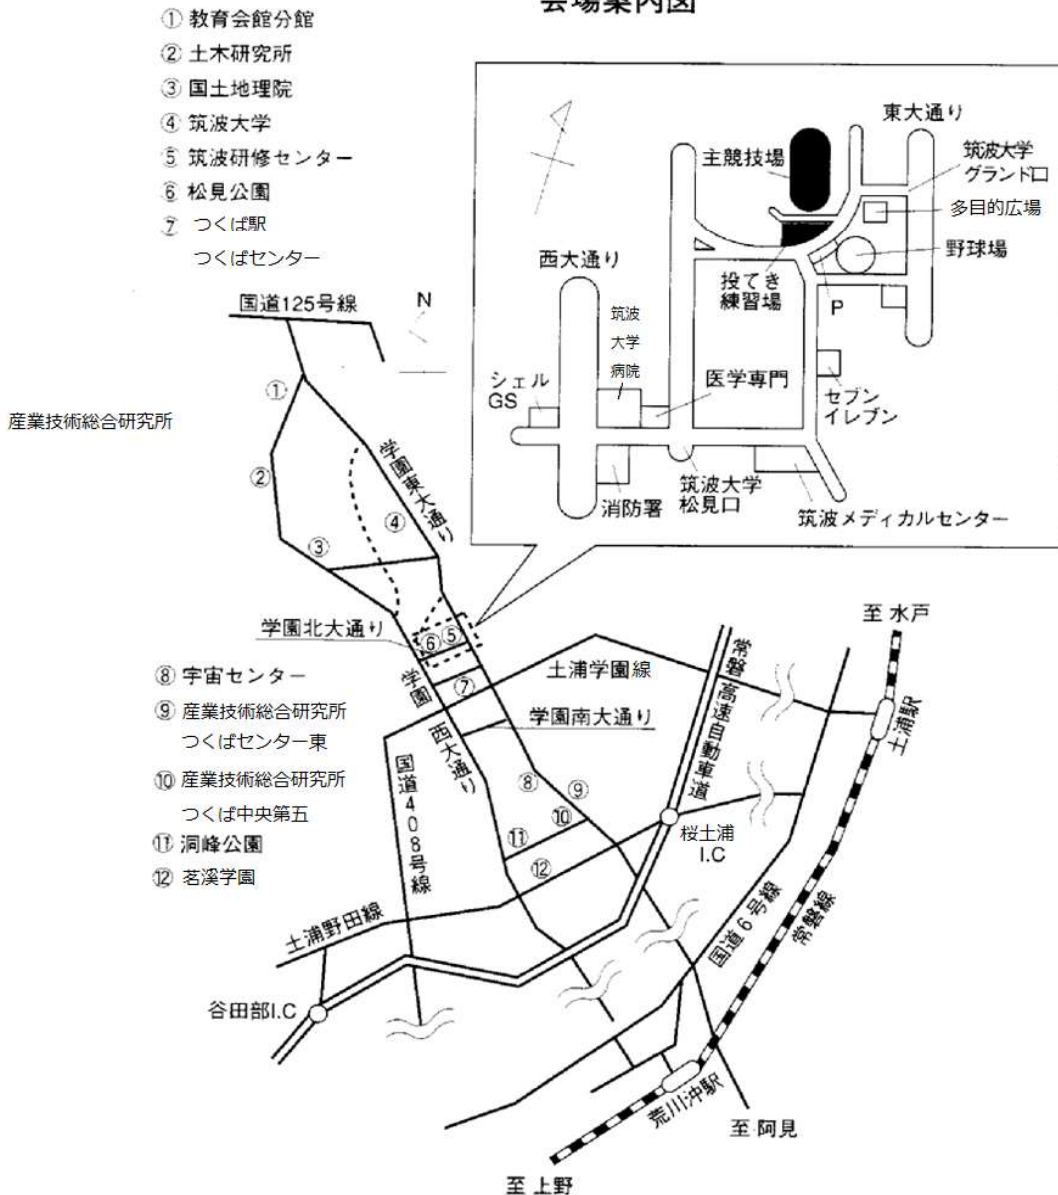 会場案内図
① 教育会館分館
② 土木研究所
③ 国土地理院
④ 筑波大学
⑤ 筑波研修センター
⑥ 松見公園
⑦ つくば駅
つくばセンター
東大通り
主競技場
筑波大学
グランド口
多目的広場
野球場
西大通り
投てき
練習場
P
筑波
大学
病院
医学専門
シェル
GS
セブン
イレブン
消防署
筑波大学
松見口
筑波メディカルセンター
国道125号線
N
①
産業技術総合研究所
②
学園東大通り
④
③
学園北大通り
⑥
⑤
至 水戸
⑧ 宇宙センター
⑨ 産業技術総合研究所
つくばセンター東
⑩ 産業技術総合研究所
つくば中央第五
⑪ 洞峰公園
⑫ 茗溪学園
学園
西大通り
⑦
土浦学園線
学園南大通り
常磐高速自動車道
土浦駅
国道408号線
⑧
⑨
⑩
⑪
⑫
桜土浦
I.C
土浦野田線
国道6号線
常磐線
谷田部I.C
荒川沖駅
至 阿見
至 上野